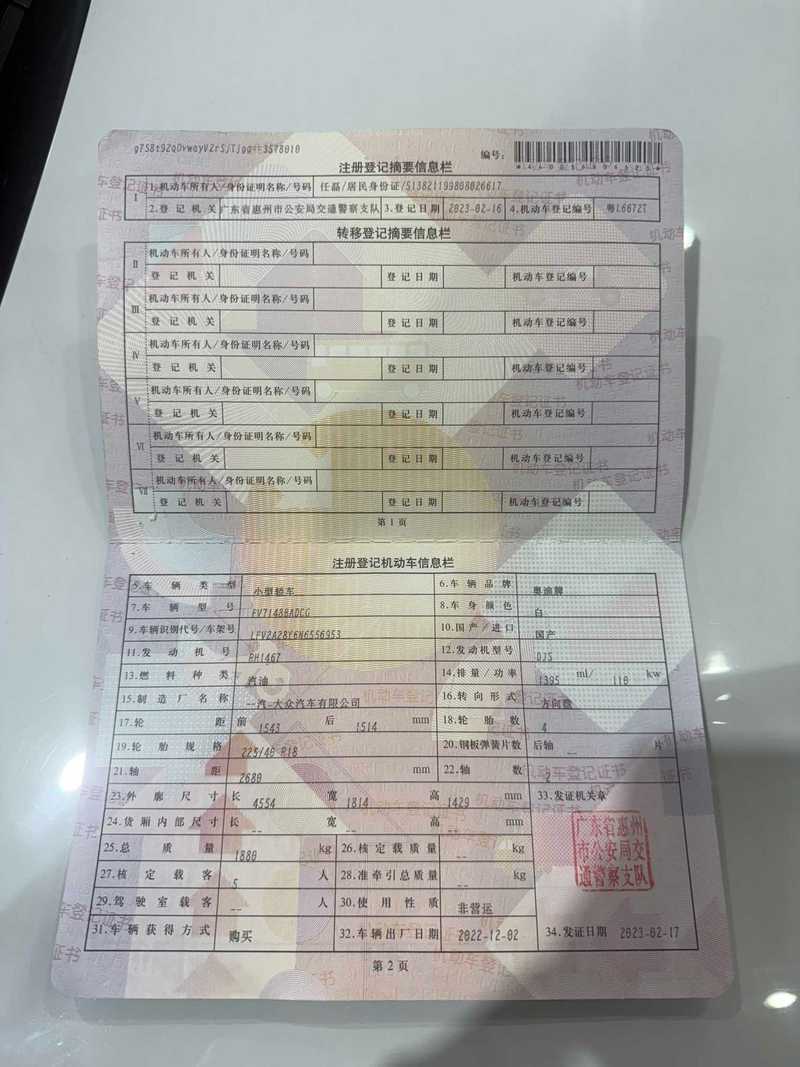 gTS8t9ZqDvwayVZrSjTjgq==3578010
编号:
注册登记摘要信息栏
Ⅰ 1.机动车所有人/身份证明名称/号码 任磊/居民身份证/513821199808026617
2.登记机关 广东省惠州市公安局交通警察支队 3.登记日期 2023-02-16 4.机动车登记编号 粤L667ZT
转移登记摘要信息栏
Ⅱ 机动车所有人/身份证明名称/号码
登记机关 登记日期 机动车登记编号
Ⅲ 机动车所有人/身份证明名称/号码
登记机关 登记日期 机动车登记编号
Ⅳ 机动车所有人/身份证明名称/号码
登记机关 登记日期 机动车登记编号
Ⅴ 机动车所有人/身份证明名称/号码
登记机关 登记日期 机动车登记编号
Ⅵ 机动车所有人/身份证明名称/号码
登记机关 登记日期 机动车登记编号
Ⅶ 机动车所有人/身份证明名称/号码
登记机关 登记日期 机动车登记编号
第1页
注册登记机动车信息栏
5.车辆类型 小型轿车 6.车辆品牌 奥迪牌
7.车辆型号 FV7148BADCG 8.车身颜色 白
9.车辆识别代号/车架号 LFV2A28Y6N6556953 10.国产/进口 国产
11.发动机号 RH1467 12.发动机型号 DJS
13.燃料种类 汽油 14.排量/功率 1395 ml/ 110 kw
15.制造厂名称 一汽-大众汽车有限公司 16.转向形式 方向盘
17.轮距 前 1543 后 1514 mm 18.轮胎数 4
19.轮胎规格 225/40 R18 20.钢板弹簧片数 后轴 -- 片
21.轴距 2680 mm 22.轴数 2
23.外廓尺寸 长 4554 宽 1814 高 1429 mm 33.发证机关章
24.货厢内部尺寸 长 -- 宽 -- 高 -- mm
广东省惠州
市公安局交
通警察支队
25.总质量 1880 kg 26.核定载质量 -- kg
27.核定载客 5 人 28.准牵引总质量 -- kg
29.驾驶室载客 -- 人 30.使用性质 非营运
31.车辆获得方式 购买 32.车辆出厂日期 2022-12-02 34.发证日期 2023-02-17
第2页